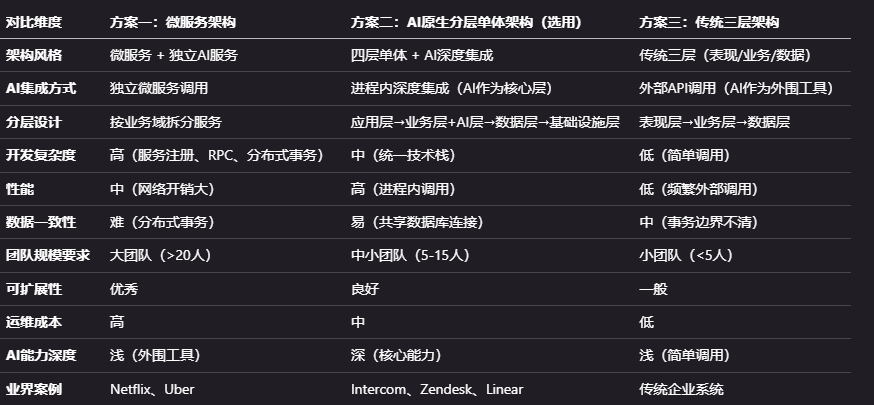 对比维度 方案一：微服务架构 方案二：AI原生分层单体架构（选用） 方案三：传统三层架构
架构风格 微服务 + 独立AI服务 四层单体 + AI深度集成 传统三层（表现/业务/数据）
AI集成方式 独立微服务调用 进程内深度集成（AI作为核心层） 外部API调用（AI作为外围工具）
分层设计 按业务域拆分服务 应用层→业务层+AI层→数据层→基础设施层 表现层→业务层→数据层
开发复杂度 高（服务注册、RPC、分布式事务） 中（统一技术栈） 低（简单调用）
性能 中（网络开销大） 高（进程内调用） 低（频繁外部调用）
数据一致性 难（分布式事务） 易（共享数据库连接） 中（事务边界不清）
团队规模要求 大团队（>20人） 中小团队（5-15人） 小团队（<5人）
可扩展性 优秀 良好 一般
运维成本 高 中 低
AI能力深度 浅（外围工具） 深（核心能力） 浅（简单调用）
业界案例 Netflix、Uber Intercom、Zendesk、Linear 传统企业系统